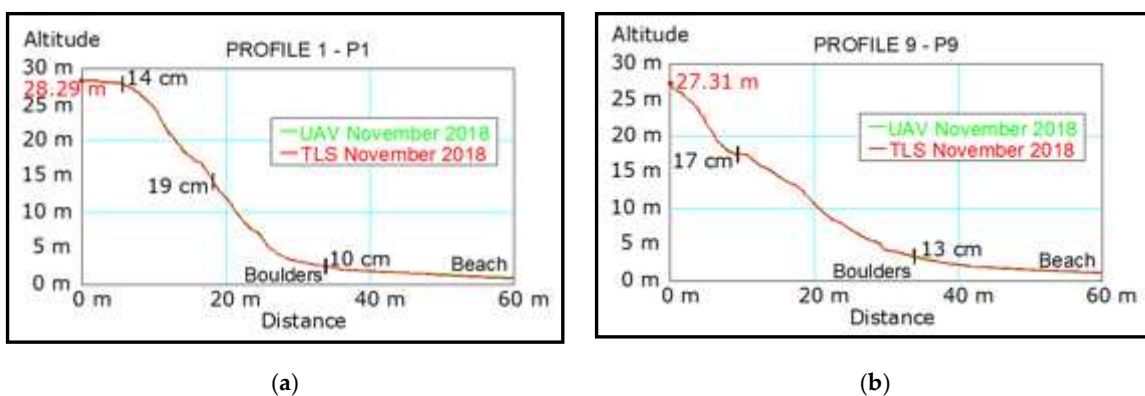 Altitude
PROFILE 1 - P1
30 m
28.29 m
14 cm
25 m
20 m
UAV November 2018
TLS November 2018
15 m
19 cm
10 m
5 m
10 cm
Boulders
Beach
0 m
0 m 20 m 40 m 60 m
Distance
(a)
Altitude
PROFILE 9 - P9
30 m
27.31 m
25 m
20 m
UAV November 2018
TLS November 2018
17 cm
15 m
10 m
5 m
13 cm
Boulders
Beach
0 m
0 m 20 m 40 m 60 m
Distance
(b)